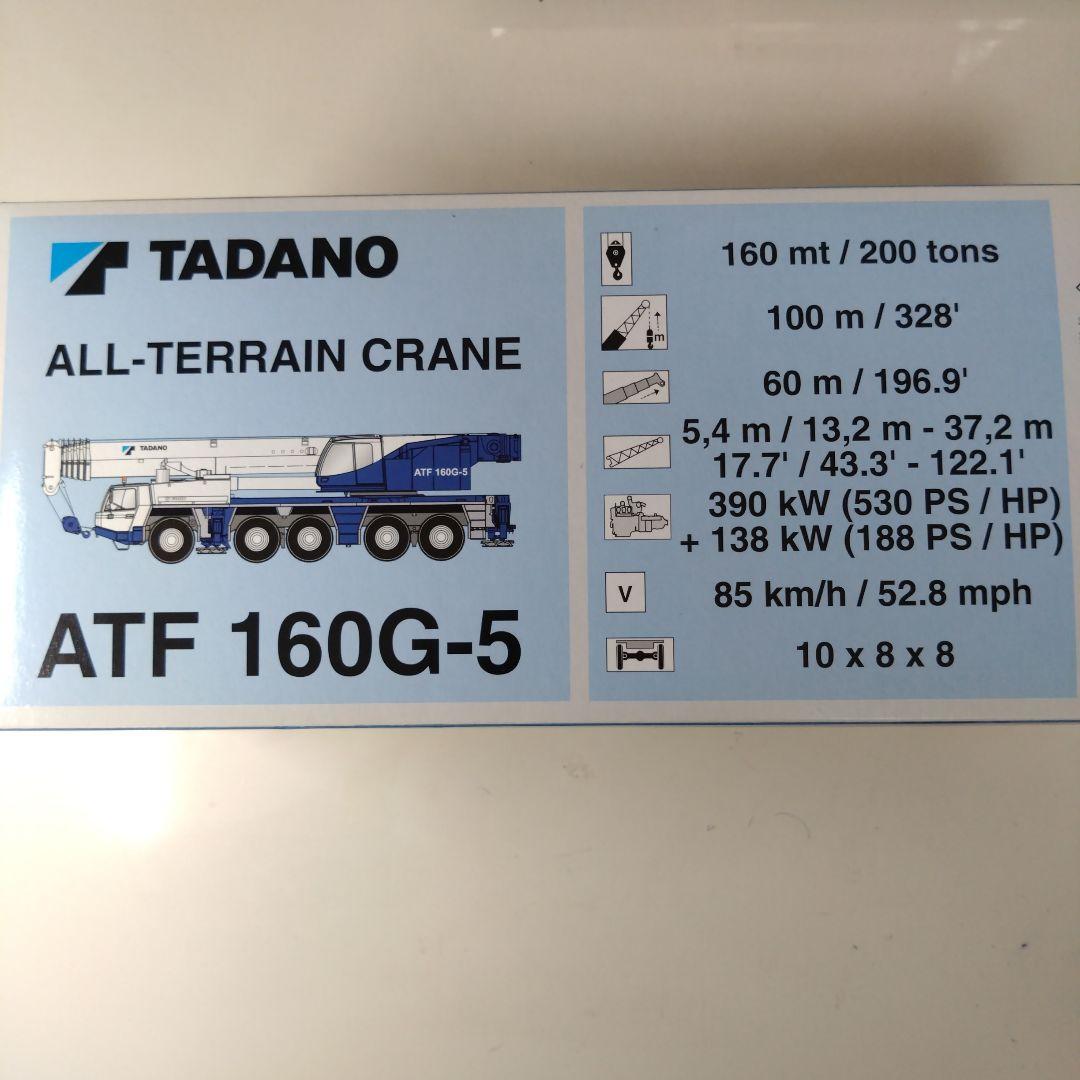 TADANO
ALL-TERRAIN CRANE
TADANO
ATF 160G-5
ATF 160G-5
160 mt / 200 tons
m
100 m / 328'
60 m / 196.9'
5,4 m / 13,2 m - 37,2 m
17.7' / 43.3' - 122.1'
390 kW (530 PS / HP)
+ 138 kW (188 PS / HP)
V
85 km/h / 52.8 mph
10 x 8 x 8